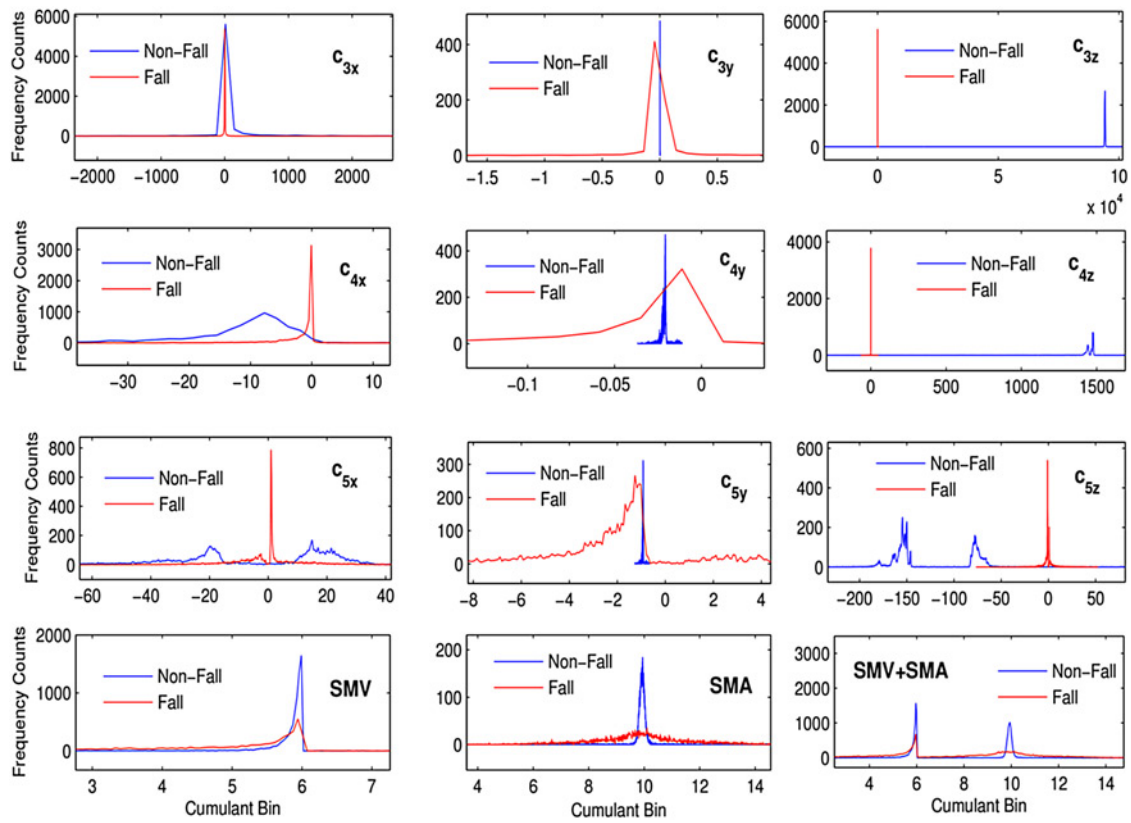 Frequency Counts
6000
4000
2000
0
Non-Fall
Fall
c3x
-2000 -1000 0 1000 2000
400
200
0
Non-Fall
Fall
c3y
-1.5 -1 -0.5 0 0.5
6000
4000
2000
0
Non-Fall
Fall
c3z
0 5 10
x 10^4
Frequency Counts
3000
2000
1000
0
Non-Fall
Fall
c4x
-30 -20 -10 0 10
400
200
0
Non-Fall
Fall
c4y
-0.1 -0.05 0
4000
2000
0
Non-Fall
Fall
c4z
0 500 1000 1500
Frequency Counts
800
600
400
200
0
Non-Fall
Fall
c5x
-60 -40 -20 0 20 40
300
200
100
0
Non-Fall
Fall
c5y
-8 -6 -4 -2 0 2 4
600
400
200
0
Non-Fall
Fall
c5z
-200 -150 -100 -50 0 50
Frequency Counts
2000
1000
0
Non-Fall
Fall
SMV
3 4 5 6 7
Cumulant Bin
200
100
0
Non-Fall
Fall
SMA
4 6 8 10 12 14
Cumulant Bin
3000
2000
1000
0
SMV+SMA
Non-Fall
Fall
4 6 8 10 12 14
Cumulant Bin